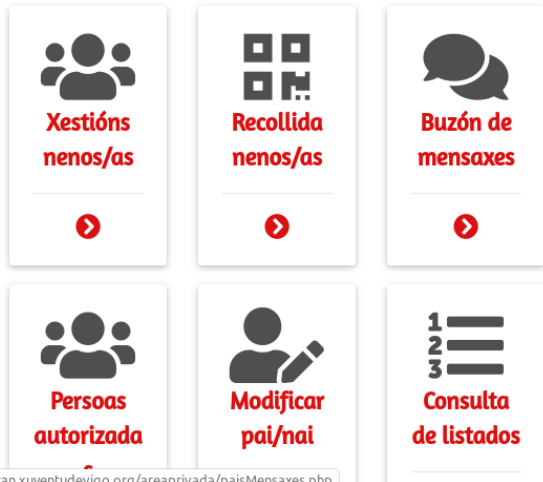 Xestións
nenos/as
Recollida
nenos/as
Buzón de
mensaxes
1
2
3
Persoas
autorizada
Modificar
pai/nai
Consulta
de listados
xuventudevigo.org/areaprivada/paisMensaxes.php